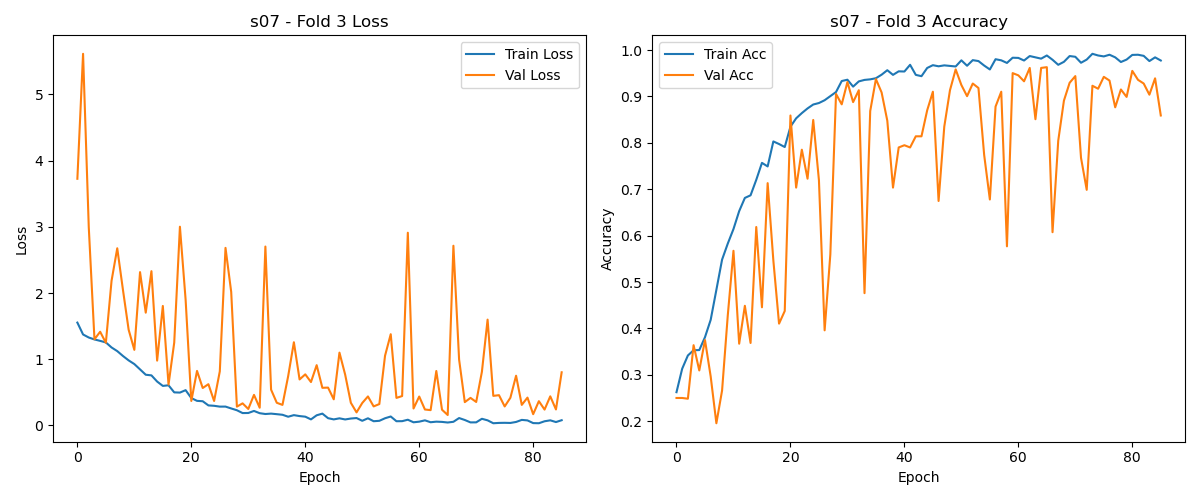 s07 - Fold 3 Loss
Train Loss
Val Loss
5
4
3
2
1
0
Loss
0 20 40 60 80
Epoch
s07 - Fold 3 Accuracy
Train Acc
Val Acc
1.0
0.9
0.8
0.7
0.6
0.5
0.4
0.3
0.2
Accuracy
0 20 40 60 80
Epoch